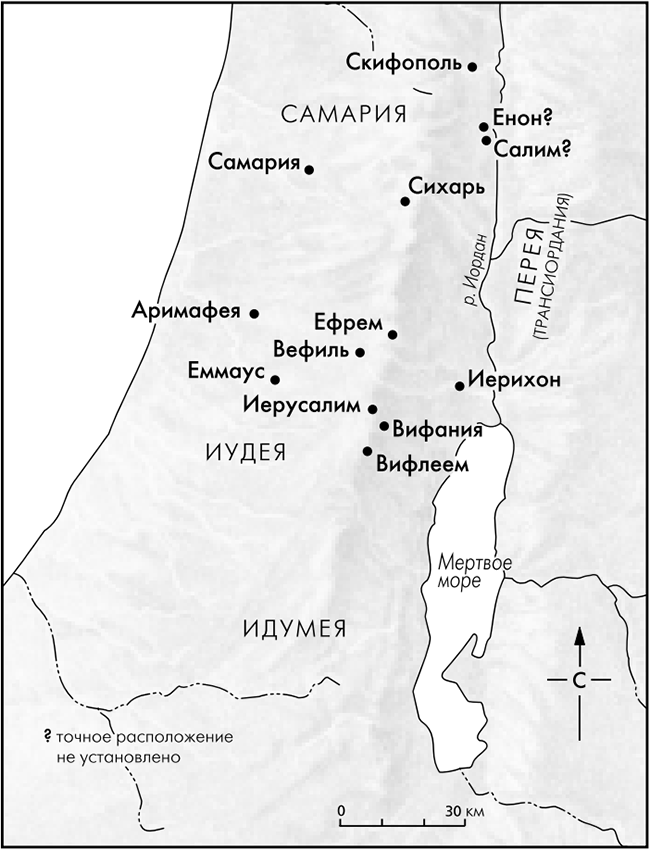 Скифополь
САМАРИЯ
Енон?
Салим?
Самария
Сихарь
р. Иордан
ПЕРЕЯ
(ТРАНСИОРДАНИЯ)
Аримафея
Ефрем
Вефиль
Еммаус
Иерихон
Иерусалим
Вифания
ИУДЕЯ
Вифлеем
Мертвое
море
ИДУМЕЯ
С
? точное расположение
не установлено
0 30 км